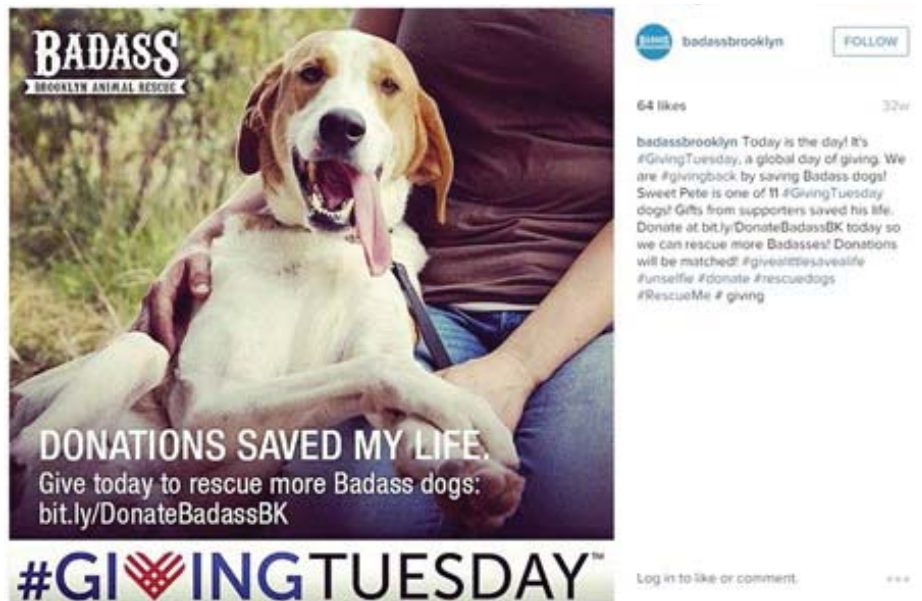 BADASS
BROOKLYN ANIMAL RESCUE
DONATIONS SAVED MY LIFE.
Give today to rescue more Badass dogs:
bit.ly/DonateBadassBK
#GIVINGTUESDAY™
BADASS
badassbrooklyn
FOLLOW
64 likes
32w
badassbrooklyn Today is the day! It's
#GivingTuesday, a global day of giving. We
are #givingback by saving Badass dogs!
Sweet Pete is one of 11 #GivingTuesday
dogs! Gifts from supporters saved his life.
Donate at bit.ly/DonateBadassBK today so
we can rescue more Badasses! Donations
will be matched! #givealittlesavealife
#unselfie #donate #rescuedogs
#RescueMe # giving
Log in to like or comment.